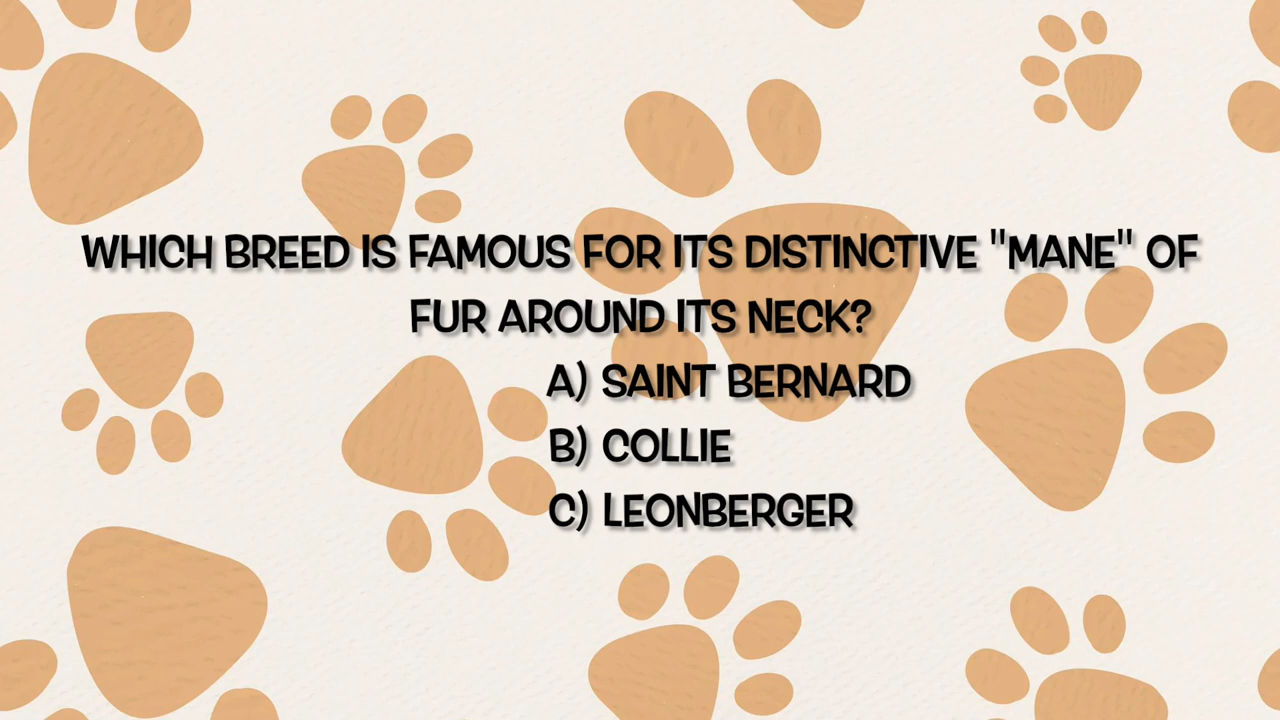 WHICH BREED IS FAMOUS FOR ITS DISTINCTIVE "MANE" OF
FUR AROUND ITS NECK?
A) SAINT BERNARD
B) COLLIE
C) LEONBERGER